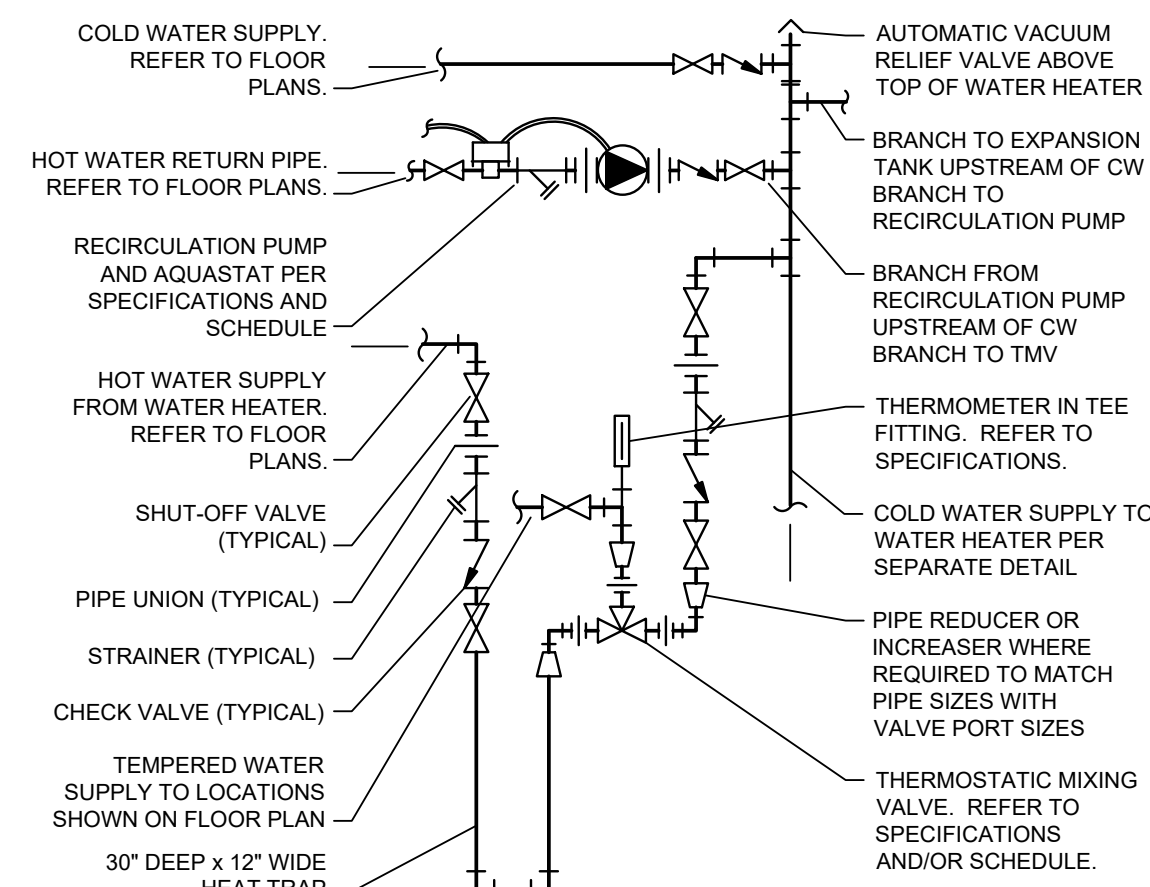 COLD WATER SUPPLY.
REFER TO FLOOR
PLANS.
HOT WATER RETURN PIPE.
REFER TO FLOOR PLANS.
RECIRCULATION PUMP
AND AQUASTAT PER
SPECIFICATIONS AND
SCHEDULE
HOT WATER SUPPLY
FROM WATER HEATER.
REFER TO FLOOR
PLANS.
SHUT-OFF VALVE
(TYPICAL)
PIPE UNION (TYPICAL)
STRAINER (TYPICAL)
CHECK VALVE (TYPICAL)
TEMPERED WATER
SUPPLY TO LOCATIONS
SHOWN ON FLOOR PLAN
30" DEEP x 12" WIDE
HEAT TRAP
AUTOMATIC VACUUM
RELIEF VALVE ABOVE
TOP OF WATER HEATER
BRANCH TO EXPANSION
TANK UPSTREAM OF CW
BRANCH TO
RECIRCULATION PUMP
BRANCH FROM
RECIRCULATION PUMP
UPSTREAM OF CW
BRANCH TO TMV
THERMOMETER IN TEE
FITTING. REFER TO
SPECIFICATIONS.
COLD WATER SUPPLY TO
WATER HEATER PER
SEPARATE DETAIL
PIPE REDUCER OR
INCREASER WHERE
REQUIRED TO MATCH
PIPE SIZES WITH
VALVE PORT SIZES
THERMOSTATIC MIXING
VALVE. REFER TO
SPECIFICATIONS
AND/OR SCHEDULE.